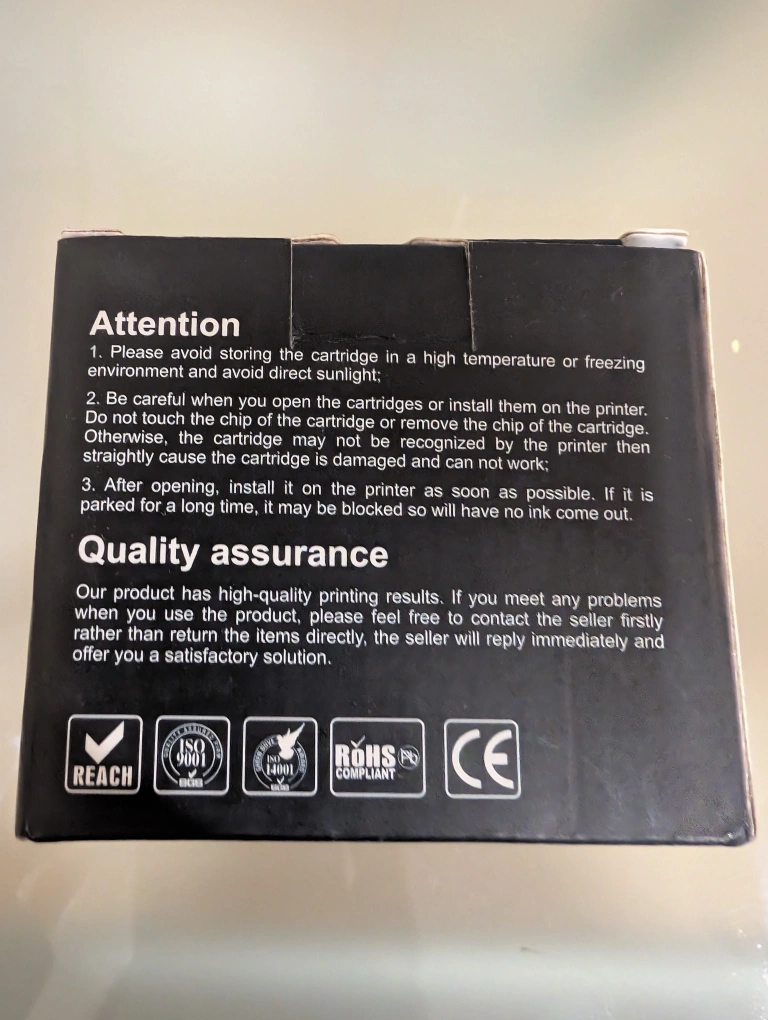 Attention
1. Please avoid storing the cartridge in a high temperature or freezing
environment and avoid direct sunlight;
2. Be careful when you open the cartridges or install them on the printer.
Do not touch the chip of the cartridge or remove the chip of the cartridge.
Otherwise, the cartridge may not be recognized by the printer then
straightly cause the cartridge is damaged and can not work;
3. After opening, install it on the printer as soon as possible. If it is
parked for a long time, it may be blocked so will have no ink come out.
Quality assurance
Our product has high-quality printing results. If you meet any problems
when you use the product, please feel free to contact the seller firstly
rather than return the items directly, the seller will reply immediately and
offer you a satisfactory solution.
REACH
ISO
9001
ISO
14001
RoHS
COMPLIANT
Pb
CE